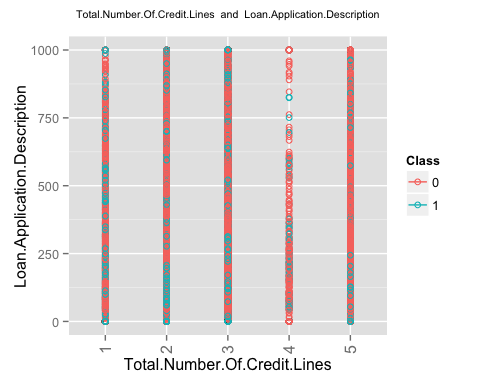 Total.Number.Of.Credit.Lines and Loan.Application.Description
1000
750
500
250
0
Loan.Application.Description
1 2 3 4 5
Total.Number.Of.Credit.Lines
Class
0
1